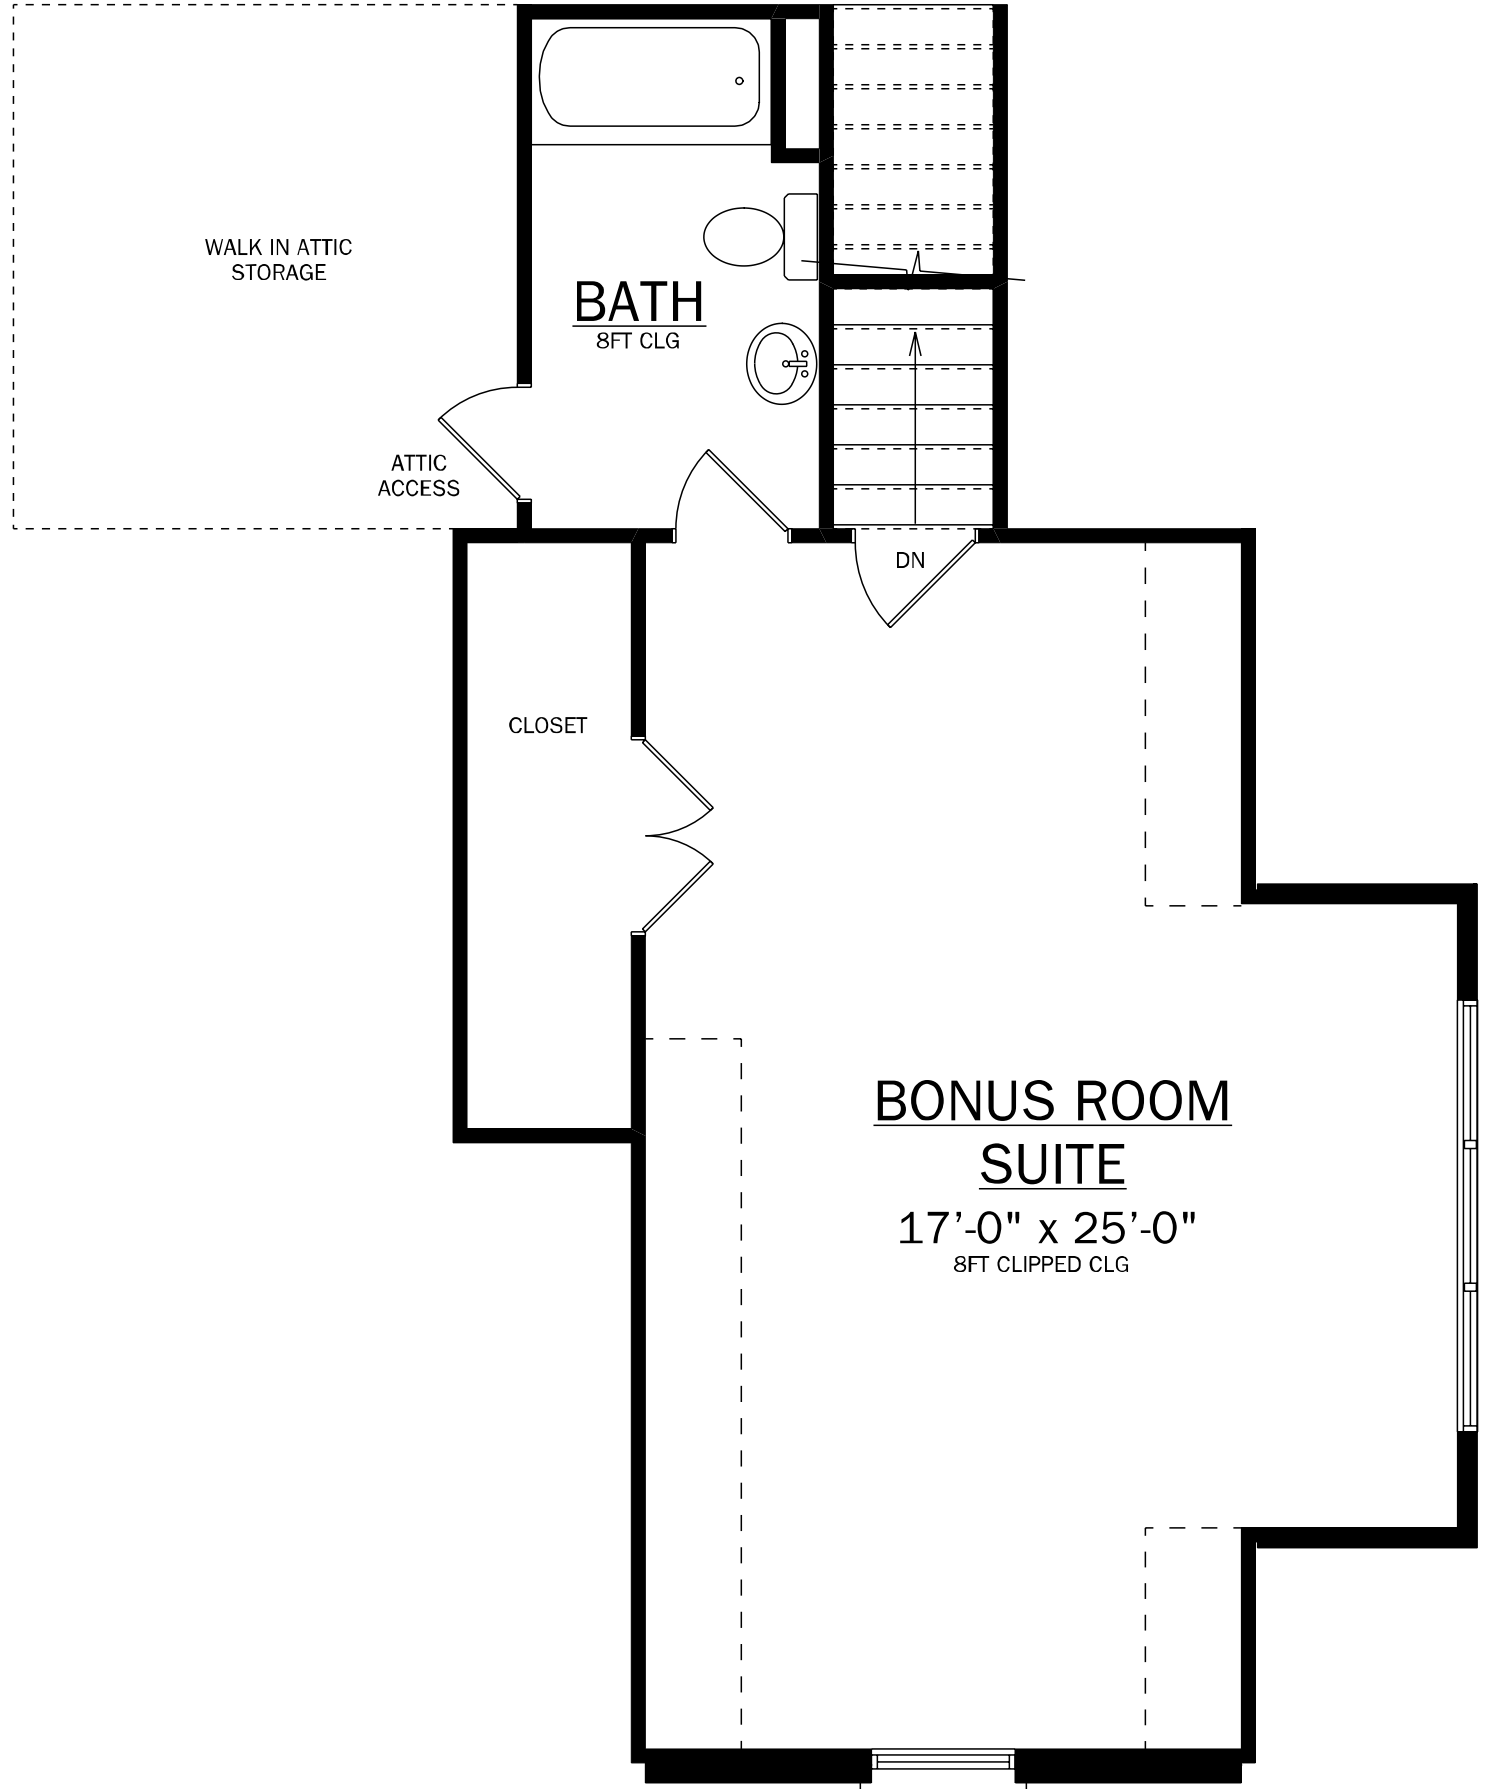 WALK IN ATTIC
STORAGE
BATH
8FT CLG
ATTIC
ACCESS
DN
CLOSET
BONUS ROOM
SUITE
17'-0" x 25'-0"
8FT CLIPPED CLG